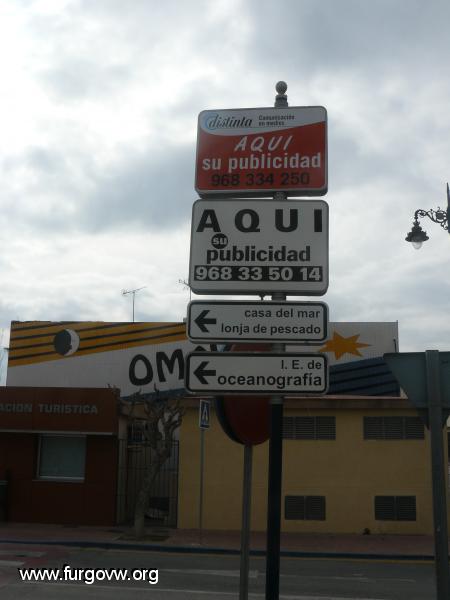 distinta
Comunicación
en medios
AQUI
su publicidad
968 334 250
AQUI
su
publicidad
968 33 50 14
casa del mar
lonja de pescado
I. E. de
oceanografía
OM
ACION TURISTICA
www.furgovw.org